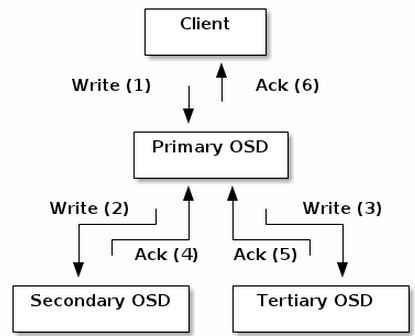 Client
Write (1)
Ack (6)
Primary OSD
Write (2)
Write (3)
Ack (4)
Ack (5)
Secondary OSD
Tertiary OSD